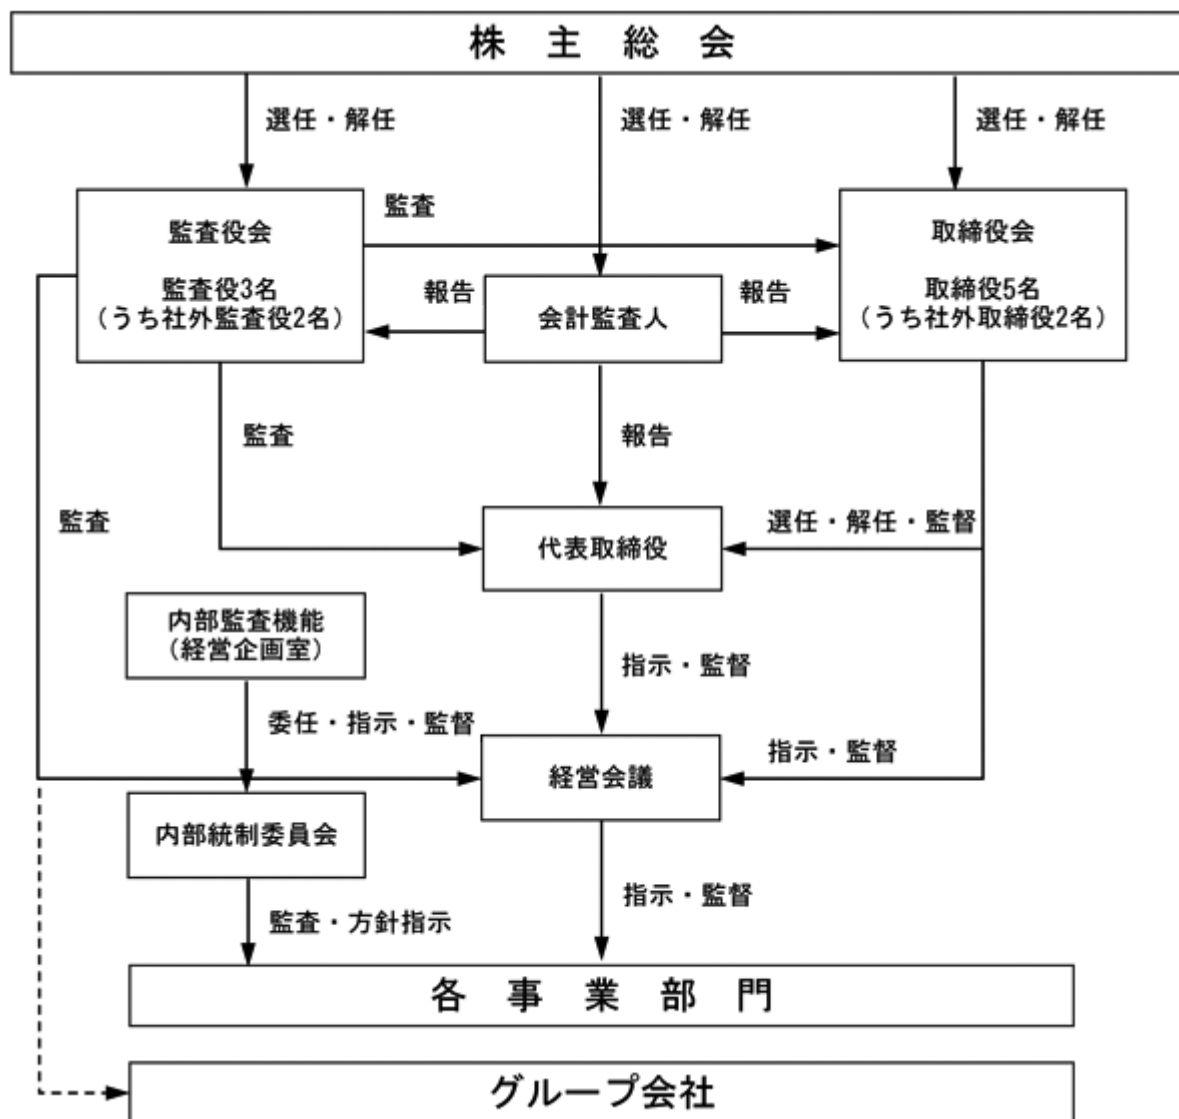 株主総会
選任・解任
選任・解任
選任・解任
監査役会
監査役3名
(うち社外監査役2名)
監査
取締役会
取締役5名
(うち社外取締役2名)
報告
会計監査人
報告
監査
報告
監査
代表取締役
選任・解任・監督
内部監査機能
(経営企画室)
指示・監督
委任・指示・監督
経営会議
指示・監督
内部統制委員会
指示・監督
監査・方針指示
各事業部門
グループ会社